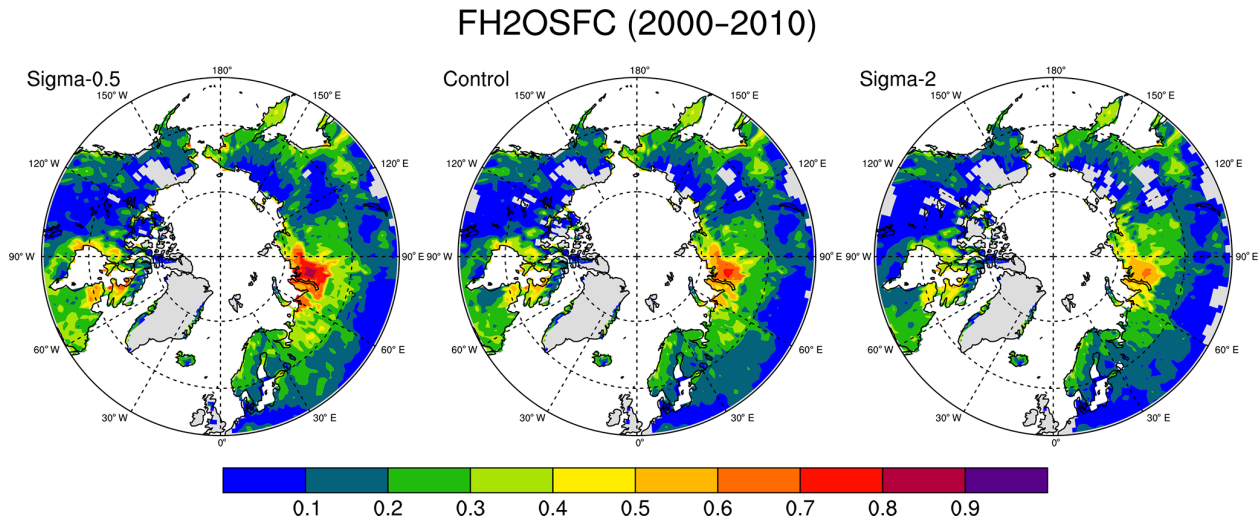 FH2OSFC (2000-2010)
Sigma-0.5
180°
150° W
150° E
120° W
120° E
90° W
90° E
60° W
60° E
30° W
30° E
0°
Control
180°
150° W
150° E
120° W
120° E
90° W
90° E
60° W
60° E
30° W
30° E
0°
Sigma-2
180°
150° W
150° E
120° W
120° E
90° W
90° E
60° W
60° E
30° W
30° E
0°
0.1 0.2 0.3 0.4 0.5 0.6 0.7 0.8 0.9